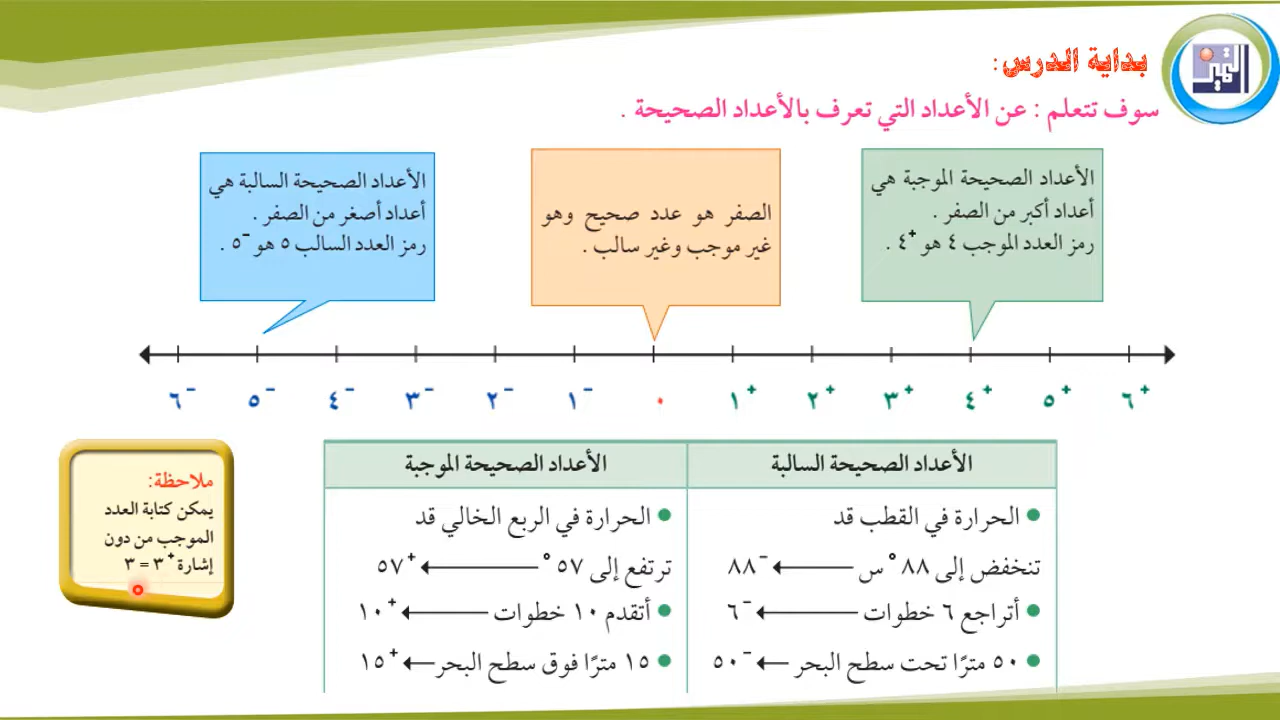 التميز
بداية الدرس:
سوف تتعلم : عن الأعداد التي تعرف بالأعداد الصحيحة .
الأعداد الصحيحة الموجبة هي
أعداد أكبر من الصفر .
رمز العدد الموجب ٤ هو ⁺٤ .
الصفر هو عدد صحيح وهو
غير موجب وغير سالب .
الأعداد الصحيحة السالبة هي
أعداد أصغر من الصفر .
رمز العدد السالب ٥ هو ⁻٥ .
⁻٦ ⁻٥ ⁻٤ ⁻٣ ⁻٢ ⁻١ ٠ ⁺١ ⁺٢ ⁺٣ ⁺٤ ⁺٥ ⁺٦
الأعداد الصحيحة السالبة
الحرارة في القطب قد
تنخفض إلى ٨٨ °س ← ⁻٨٨
أتراجع ٦ خطوات ← ⁻٦
٥٠ مترًا تحت سطح البحر ← ⁻٥٠
الأعداد الصحيحة الموجبة
الحرارة في الربع الخالي قد
ترتفع إلى ٥٧ ° ← ⁺٥٧
أتقدم ١٠ خطوات ← ⁺١٠
١٥ مترًا فوق سطح البحر ← ⁺١٥
ملاحظة:
يمكن كتابة العدد
الموجب من دون
إشارة ⁺٣ = ٣